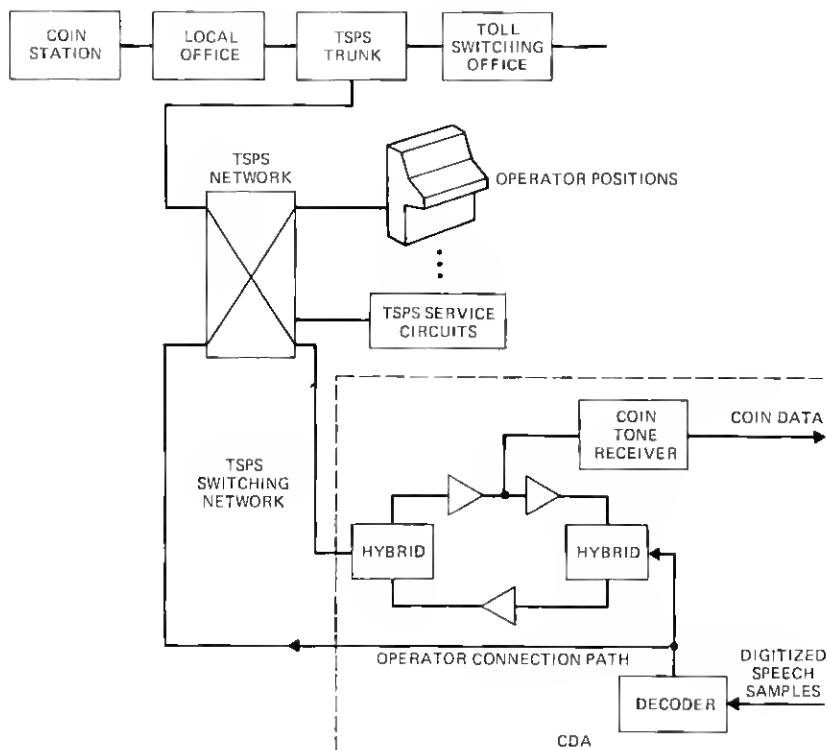 COIN
STATION
LOCAL
OFFICE
TSPS
TRUNK
TOLL
SWITCHING
OFFICE
TSPS
NETWORK
OPERATOR POSITIONS
TSPS SERVICE
CIRCUITS
COIN
TONE
RECEIVER
COIN DATA
TSPS
SWITCHING
NETWORK
HYBRID
HYBRID
OPERATOR CONNECTION PATH
DIGITIZED
SPEECH
SAMPLES
DECODER
CDA